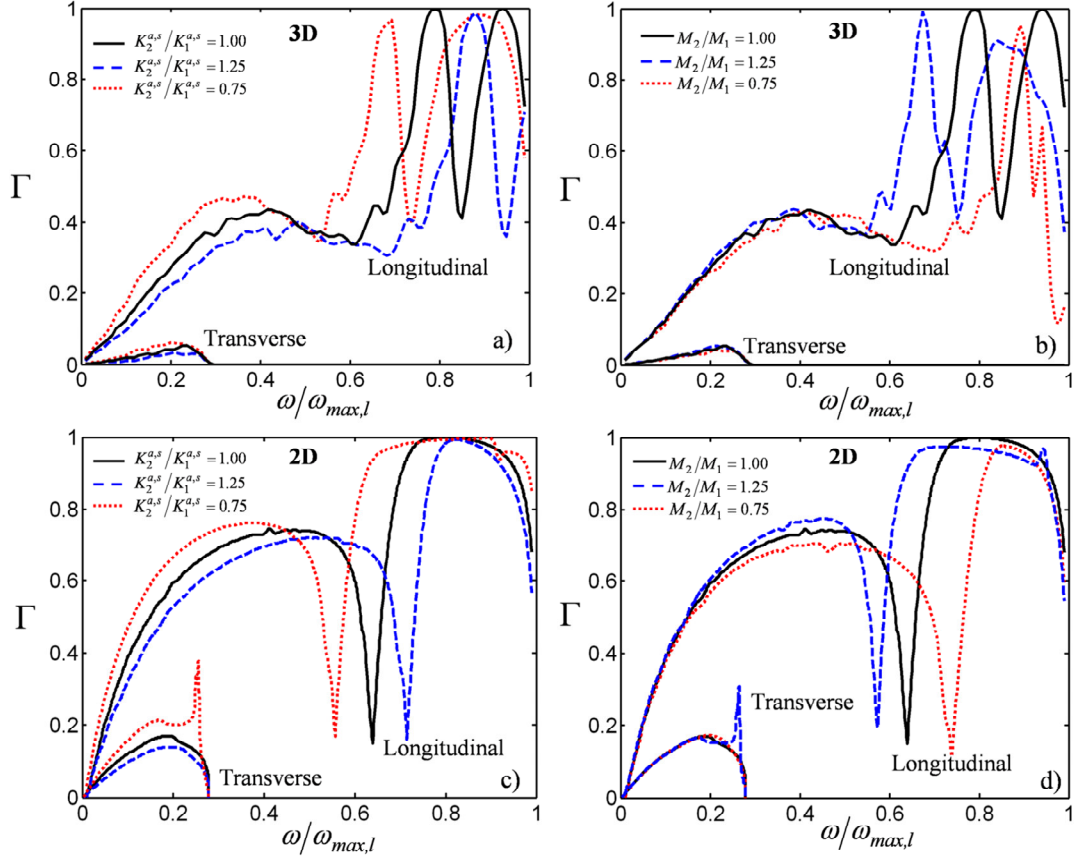 3D
K₂ᵃ,ˢ/K₁ᵃ,ˢ = 1.00
K₂ᵃ,ˢ/K₁ᵃ,ˢ = 1.25
K₂ᵃ,ˢ/K₁ᵃ,ˢ = 0.75
Γ
1
0.8
0.6
0.4
0.2
0
Longitudinal
Transverse
a)
0 0.2 0.4 0.6 0.8 1
ω/ω_max,l
3D
M₂/M₁ = 1.00
M₂/M₁ = 1.25
M₂/M₁ = 0.75
Γ
1
0.8
0.6
0.4
0.2
0
Longitudinal
Transverse
b)
0 0.2 0.4 0.6 0.8 1
ω/ω_max,l
2D
K₂ᵃ,ˢ/K₁ᵃ,ˢ = 1.00
K₂ᵃ,ˢ/K₁ᵃ,ˢ = 1.25
K₂ᵃ,ˢ/K₁ᵃ,ˢ = 0.75
Γ
1
0.8
0.6
0.4
0.2
0
Longitudinal
Transverse
c)
0 0.2 0.4 0.6 0.8 1
ω/ω_max,l
2D
M₂/M₁ = 1.00
M₂/M₁ = 1.25
M₂/M₁ = 0.75
Γ
1
0.8
0.6
0.4
0.2
0
Transverse
Longitudinal
d)
0 0.2 0.4 0.6 0.8 1
ω/ω_max,l